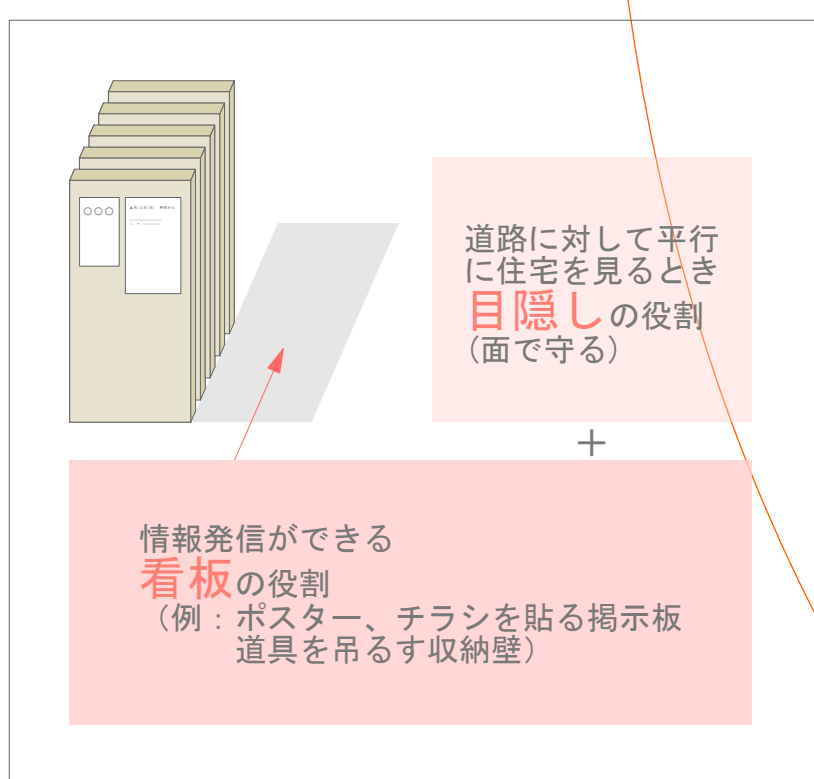 ○○○
道路に対して平行
に住宅を見るとき
目隠しの役割
（面で守る）
＋
情報発信ができる
看板の役割
（例：ポスター、チラシを貼る掲示板
道具を吊るす収納壁）